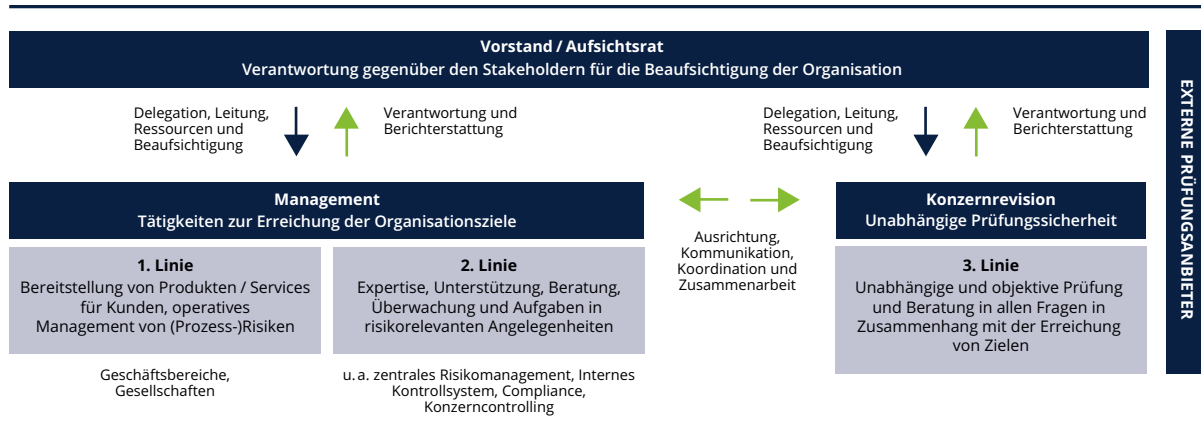 Vorstand / Aufsichtsrat
Verantwortung gegenüber den Stakeholdern für die Beaufsichtigung der Organisation
Delegation, Leitung,
Ressourcen und
Beaufsichtigung
Verantwortung und
Berichterstattung
Delegation, Leitung,
Ressourcen und
Beaufsichtigung
Verantwortung und
Berichterstattung
Management
Tätigkeiten zur Erreichung der Organisationsziele
Ausrichtung,
Kommunikation,
Koordination und
Zusammenarbeit
Konzernrevision
Unabhängige Prüfungssicherheit
1. Linie
Bereitstellung von Produkten / Services
für Kunden, operatives
Management von (Prozess-)Risiken
2. Linie
Expertise, Unterstützung, Beratung,
Überwachung und Aufgaben in
risikorelevanten Angelegenheiten
3. Linie
Unabhängige und objektive Prüfung
und Beratung in allen Fragen in
Zusammenhang mit der Erreichung
von Zielen
Geschäftsbereiche,
Gesellschaften
u. a. zentrales Risikomanagement, Internes
Kontrollsystem, Compliance,
Konzerncontrolling
EXTERNE PRÜFUNGSANBIETER